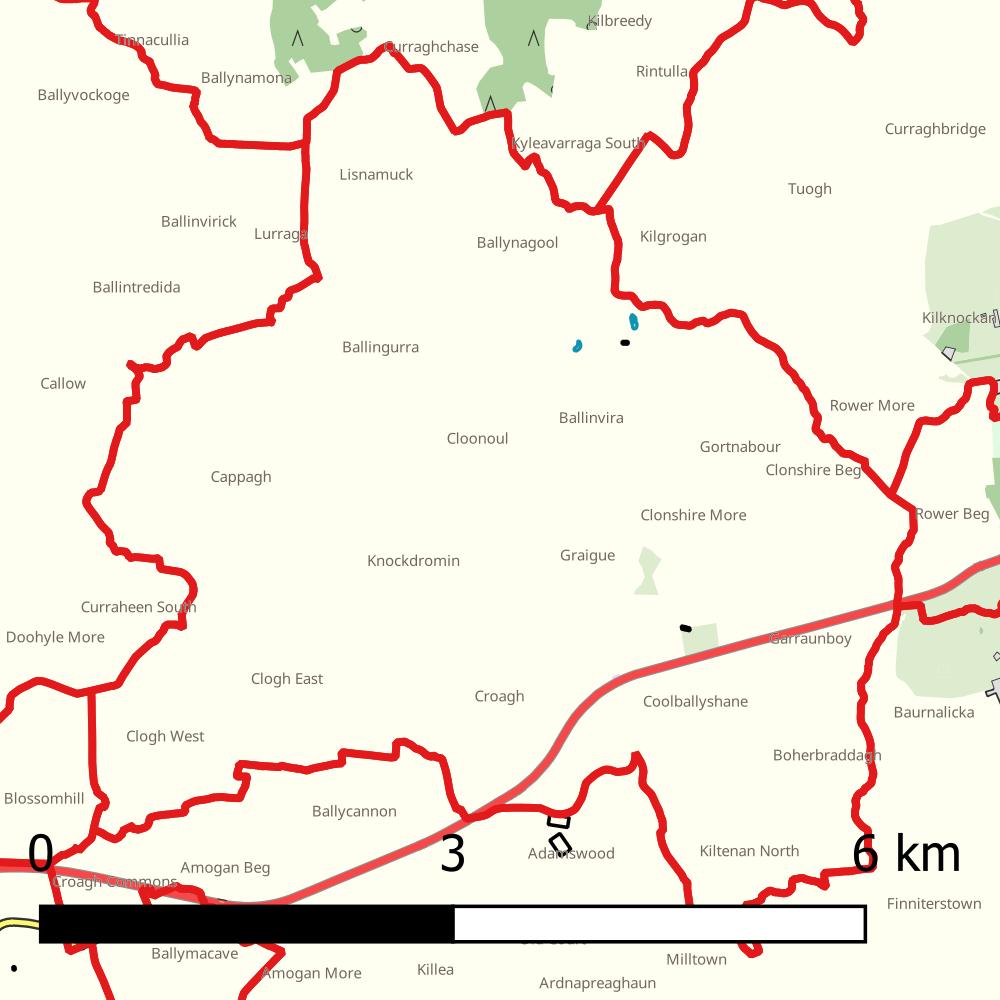 Kilbreedy
Tinnacullia
Curraghchase
Rintulla
Ballynamona
Ballyvockoge
Curraghbridge
Kyleavarraga South
Lisnamuck
Tuogh
Ballinvirick
Lurraga
Kilgrogan
Ballynagool
Ballintredida
Kilknockan
Ballingurra
Callow
Rower More
Ballinvira
Cloonoul
Gortnabour
Clonshire Beg
Cappagh
Clonshire More
Rower Beg
Graigue
Knockdromin
Curraheen South
Doohyle More
Garraunboy
Clogh East
Croagh
Coolballyshane
Baurnalicka
Clogh West
Boherbraddagh
Blossomhill
Ballycannon
0 3 6 km
Adamswood
Kiltenan North
Amogan Beg
Croagh Commons
Finniterstown
Old Court
Ballymacave
Milltown
Killea
Amogan More
Ardnapreaghaun